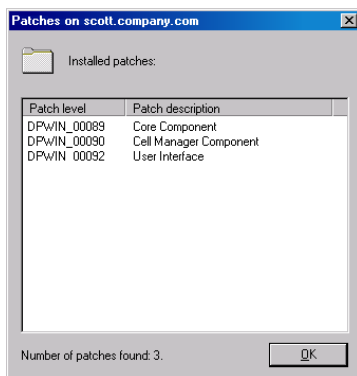 Patches on scott.company.com
Installed patches:
Patch level Patch description
DPWIN_00089 Core Component
DPWIN_00090 Cell Manager Component
DPWIN_00092 User Interface
Number of patches found: 3.
OK